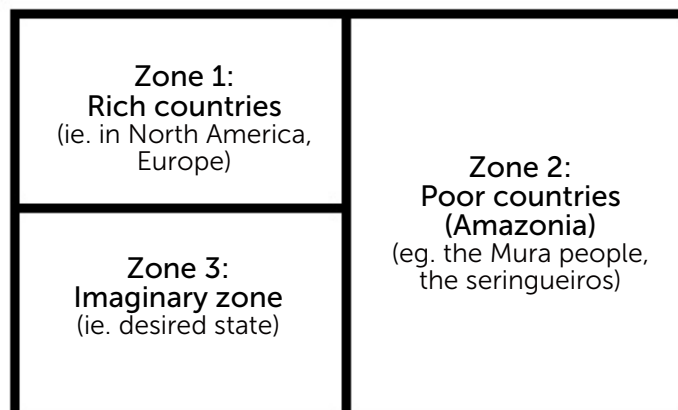 Zone 1:
Rich countries
(ie. in North America,
Europe)
Zone 2:
Poor countries
(Amazonia)
(eg. the Mura people,
the seringueiros)
Zone 3:
Imaginary zone
(ie. desired state)